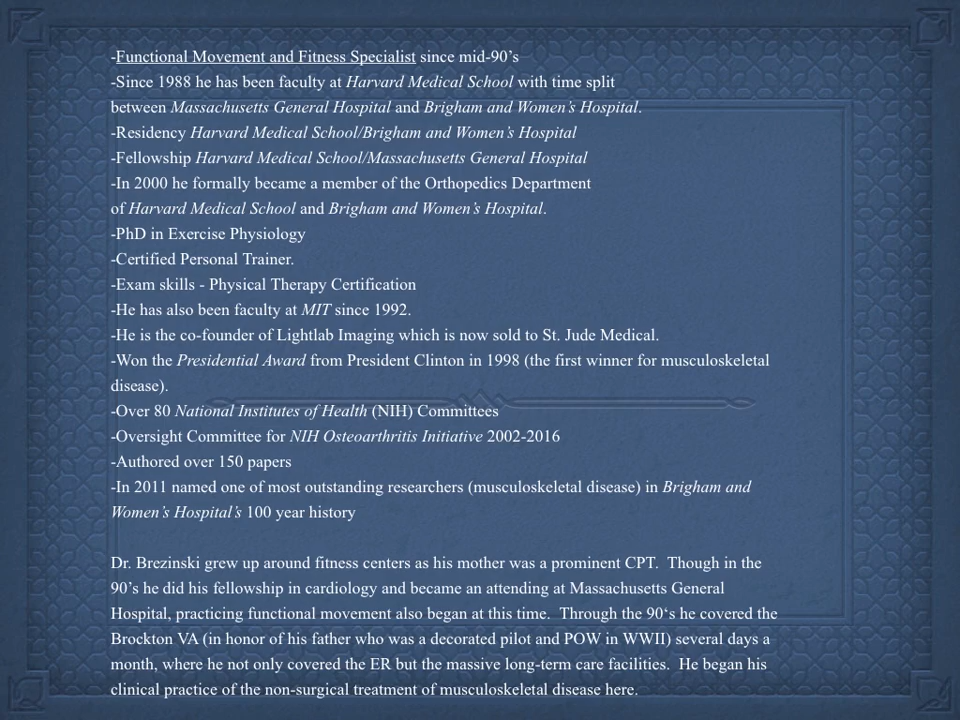 -Functional Movement and Fitness Specialist since mid-90’s
-Since 1988 he has been faculty at Harvard Medical School with time split
between Massachusetts General Hospital and Brigham and Women’s Hospital.
-Residency Harvard Medical School/Brigham and Women’s Hospital
-Fellowship Harvard Medical School/Massachusetts General Hospital
-In 2000 he formally became a member of the Orthopedics Department
of Harvard Medical School and Brigham and Women’s Hospital.
-PhD in Exercise Physiology
-Certified Personal Trainer.
-Exam skills - Physical Therapy Certification
-He has also been faculty at MIT since 1992.
-He is the co-founder of Lightlab Imaging which is now sold to St. Jude Medical.
-Won the Presidential Award from President Clinton in 1998 (the first winner for musculoskeletal
disease).
-Over 80 National Institutes of Health (NIH) Committees
-Oversight Committee for NIH Osteoarthritis Initiative 2002-2016
-Authored over 150 papers
-In 2011 named one of most outstanding researchers (musculoskeletal disease) in Brigham and
Women’s Hospital’s 100 year history
Dr. Brezinski grew up around fitness centers as his mother was a prominent CPT.  Though in the
90’s he did his fellowship in cardiology and became an attending at Massachusetts General
Hospital, practicing functional movement also began at this time.  Through the 90‘s he covered the
Brockton VA (in honor of his father who was a decorated pilot and POW in WWII) several days a
month, where he not only covered the ER but the massive long-term care facilities.  He began his
clinical practice of the non-surgical treatment of musculoskeletal disease here.